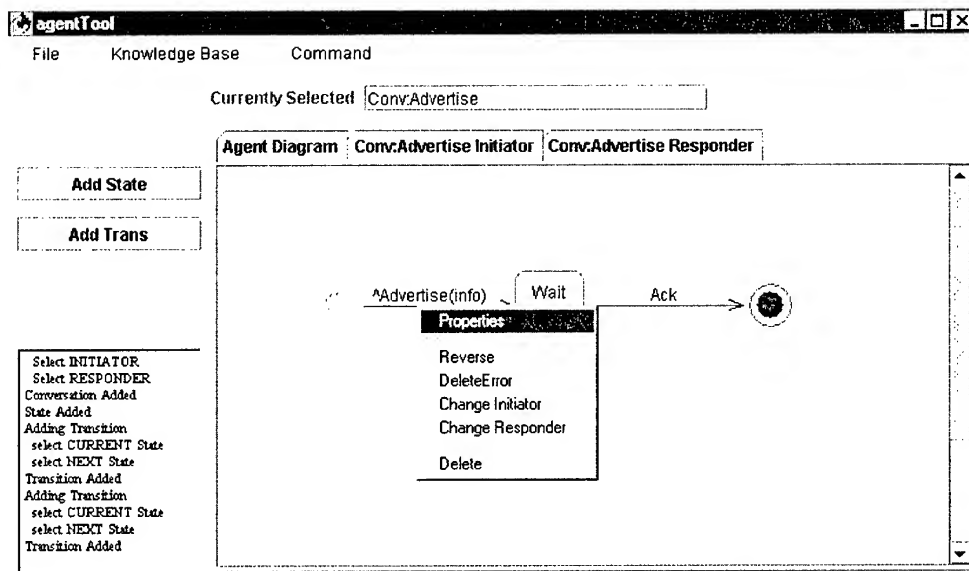 agentTool
File Knowledge Base Command
Currently Selected Conv:Advertise
Agent Diagram Conv:Advertise Initiator Conv:Advertise Responder
Add State
Add Trans
^Advertise(info) Wait Ack
Properties
Reverse
DeleteError
Change Initiator
Change Responder
Delete
Select INITIATOR
Select RESPONDER
Conversation Added
State Added
Adding Transition
select CURRENT State
select NEXT State
Transition Added
Adding Transition
select CURRENT State
select NEXT State
Transition Added